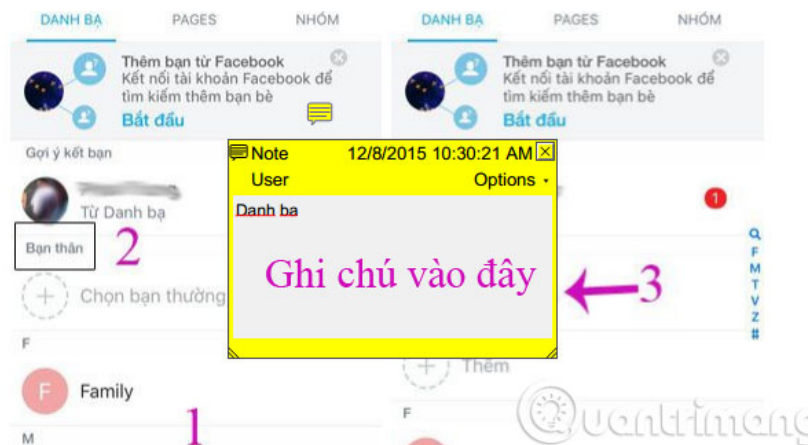 DANH BẠ PAGES NHÓM
Thêm bạn từ Facebook
Kết nối tài khoản Facebook để
tìm kiếm thêm bạn bè
Bắt đầu
Gợi ý kết bạn
Từ Danh bạ
Bạn thân
2
Chọn bạn thường
F
F
Family
1
M
DANH BẠ PAGES NHÓM
Thêm bạn từ Facebook
Kết nối tài khoản Facebook để
tìm kiếm thêm bạn bè
Bắt đầu
1
F
M
T
V
Z
#
Thêm
F
Note 12/8/2015 10:30:21 AM
User Options
Danh ba
Ghi chú vào đây
3
Quantrimang